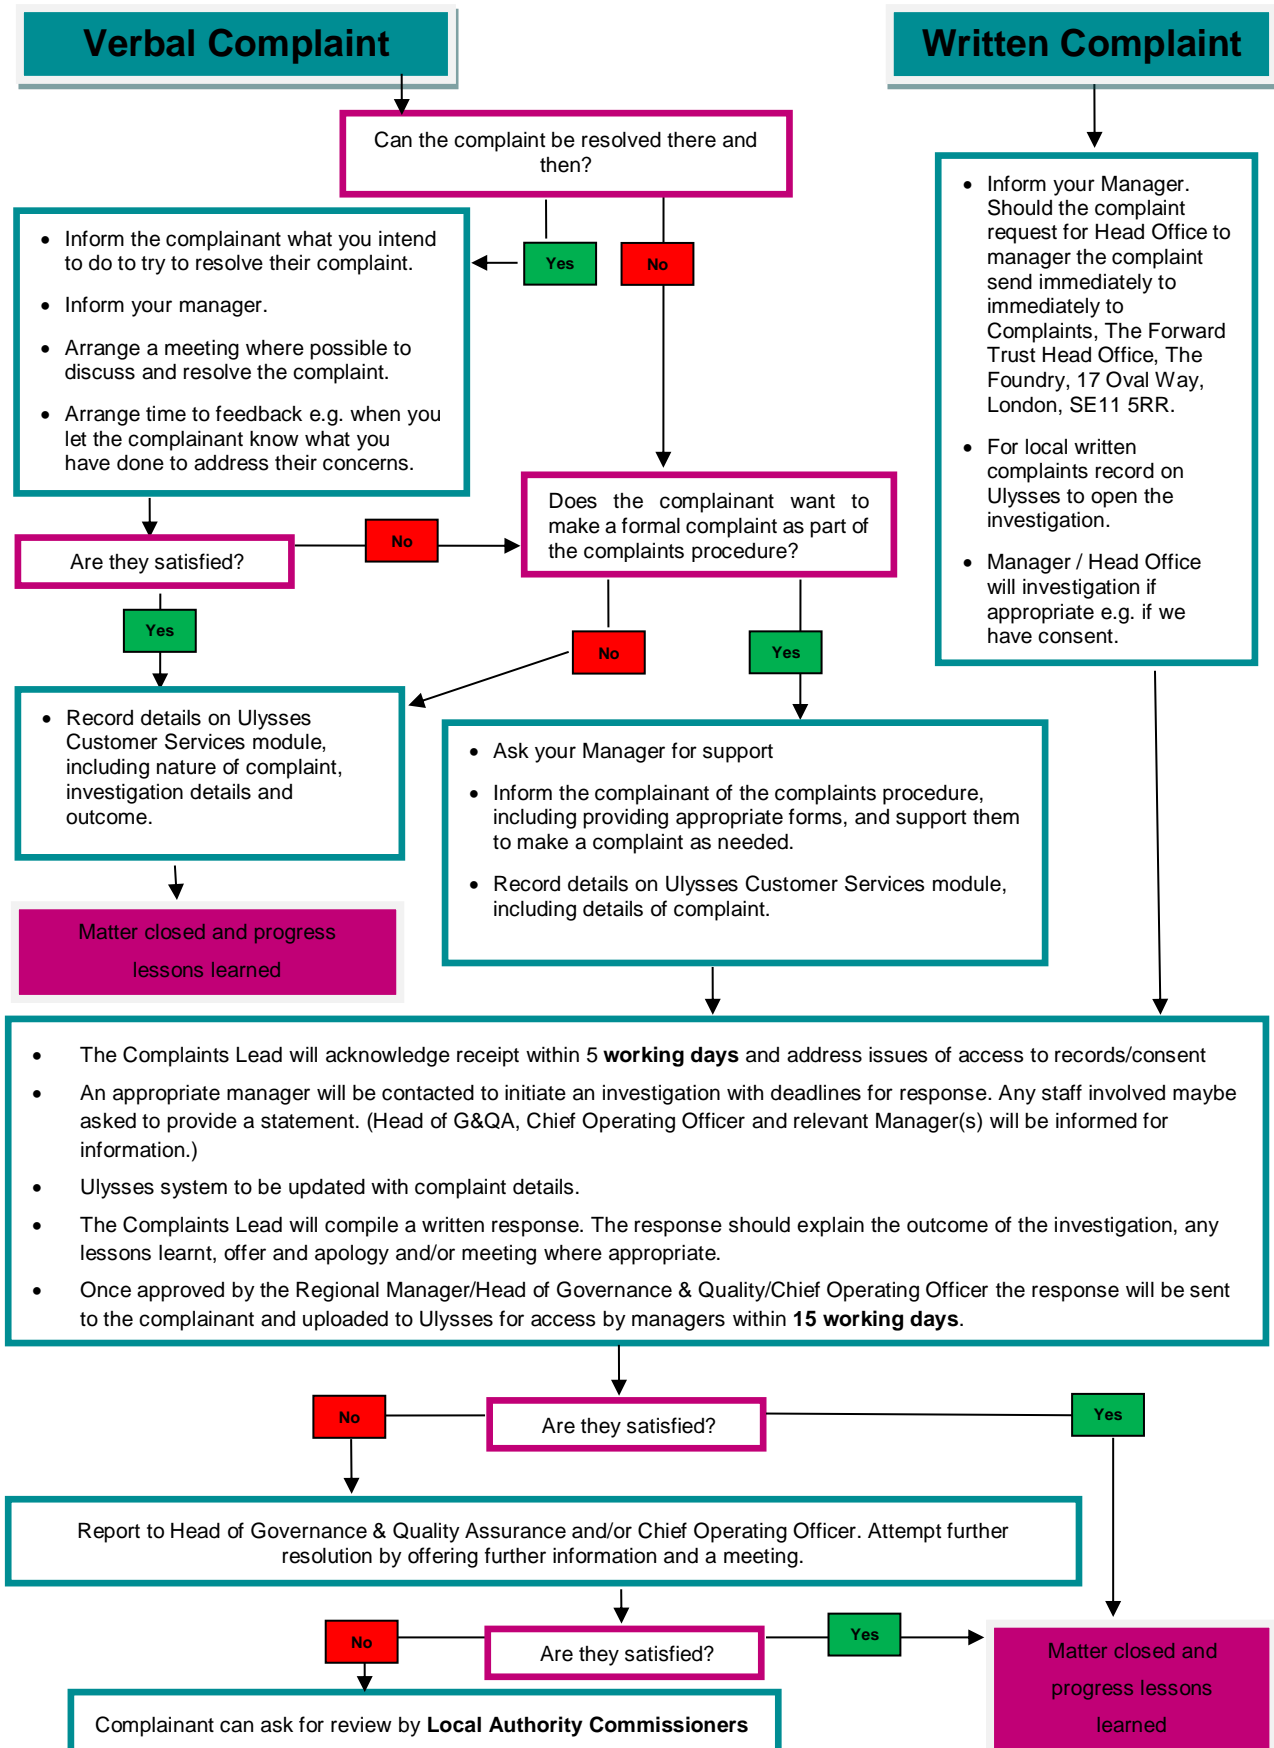 Verbal Complaint
Written Complaint
Can the complaint be resolved there and
then?
• Inform your Manager.
Should the complaint
request for Head Office to
manager the complaint
send immediately to
immediately to
Complaints, The Forward
Trust Head Office, The
Foundry, 17 Oval Way,
London, SE11 5RR.
• For local written
complaints record on
Ulysses to open the
investigation.
• Manager / Head Office
will investigation if
appropriate e.g. if we
have consent.
Yes
No
• Inform the complainant what you intend
to do to try to resolve their complaint.
• Inform your manager.
• Arrange a meeting where possible to
discuss and resolve the complaint.
• Arrange time to feedback e.g. when you
let the complainant know what you
have done to address their concerns.
Does the complainant want to
make a formal complaint as part of
the complaints procedure?
Are they satisfied?
No
Yes
No
Yes
• Record details on Ulysses
Customer Services module,
including nature of complaint,
investigation details and
outcome.
• Ask your Manager for support
• Inform the complainant of the complaints procedure,
including providing appropriate forms, and support them
to make a complaint as needed.
• Record details on Ulysses Customer Services module,
including details of complaint.
Matter closed and progress
lessons learned
• The Complaints Lead will acknowledge receipt within 5 working days and address issues of access to records/consent
• An appropriate manager will be contacted to initiate an investigation with deadlines for response. Any staff involved maybe
asked to provide a statement. (Head of G&QA, Chief Operating Officer and relevant Manager(s) will be informed for
information.)
• Ulysses system to be updated with complaint details.
• The Complaints Lead will compile a written response. The response should explain the outcome of the investigation, any
lessons learnt, offer and apology and/or meeting where appropriate.
• Once approved by the Regional Manager/Head of Governance & Quality/Chief Operating Officer the response will be sent
to the complainant and uploaded to Ulysses for access by managers within 15 working days.
No
Are they satisfied?
Yes
Report to Head of Governance & Quality Assurance and/or Chief Operating Officer. Attempt further
resolution by offering further information and a meeting.
No
Are they satisfied?
Yes
Matter closed and
progress lessons
learned
Complainant can ask for review by Local Authority Commissioners